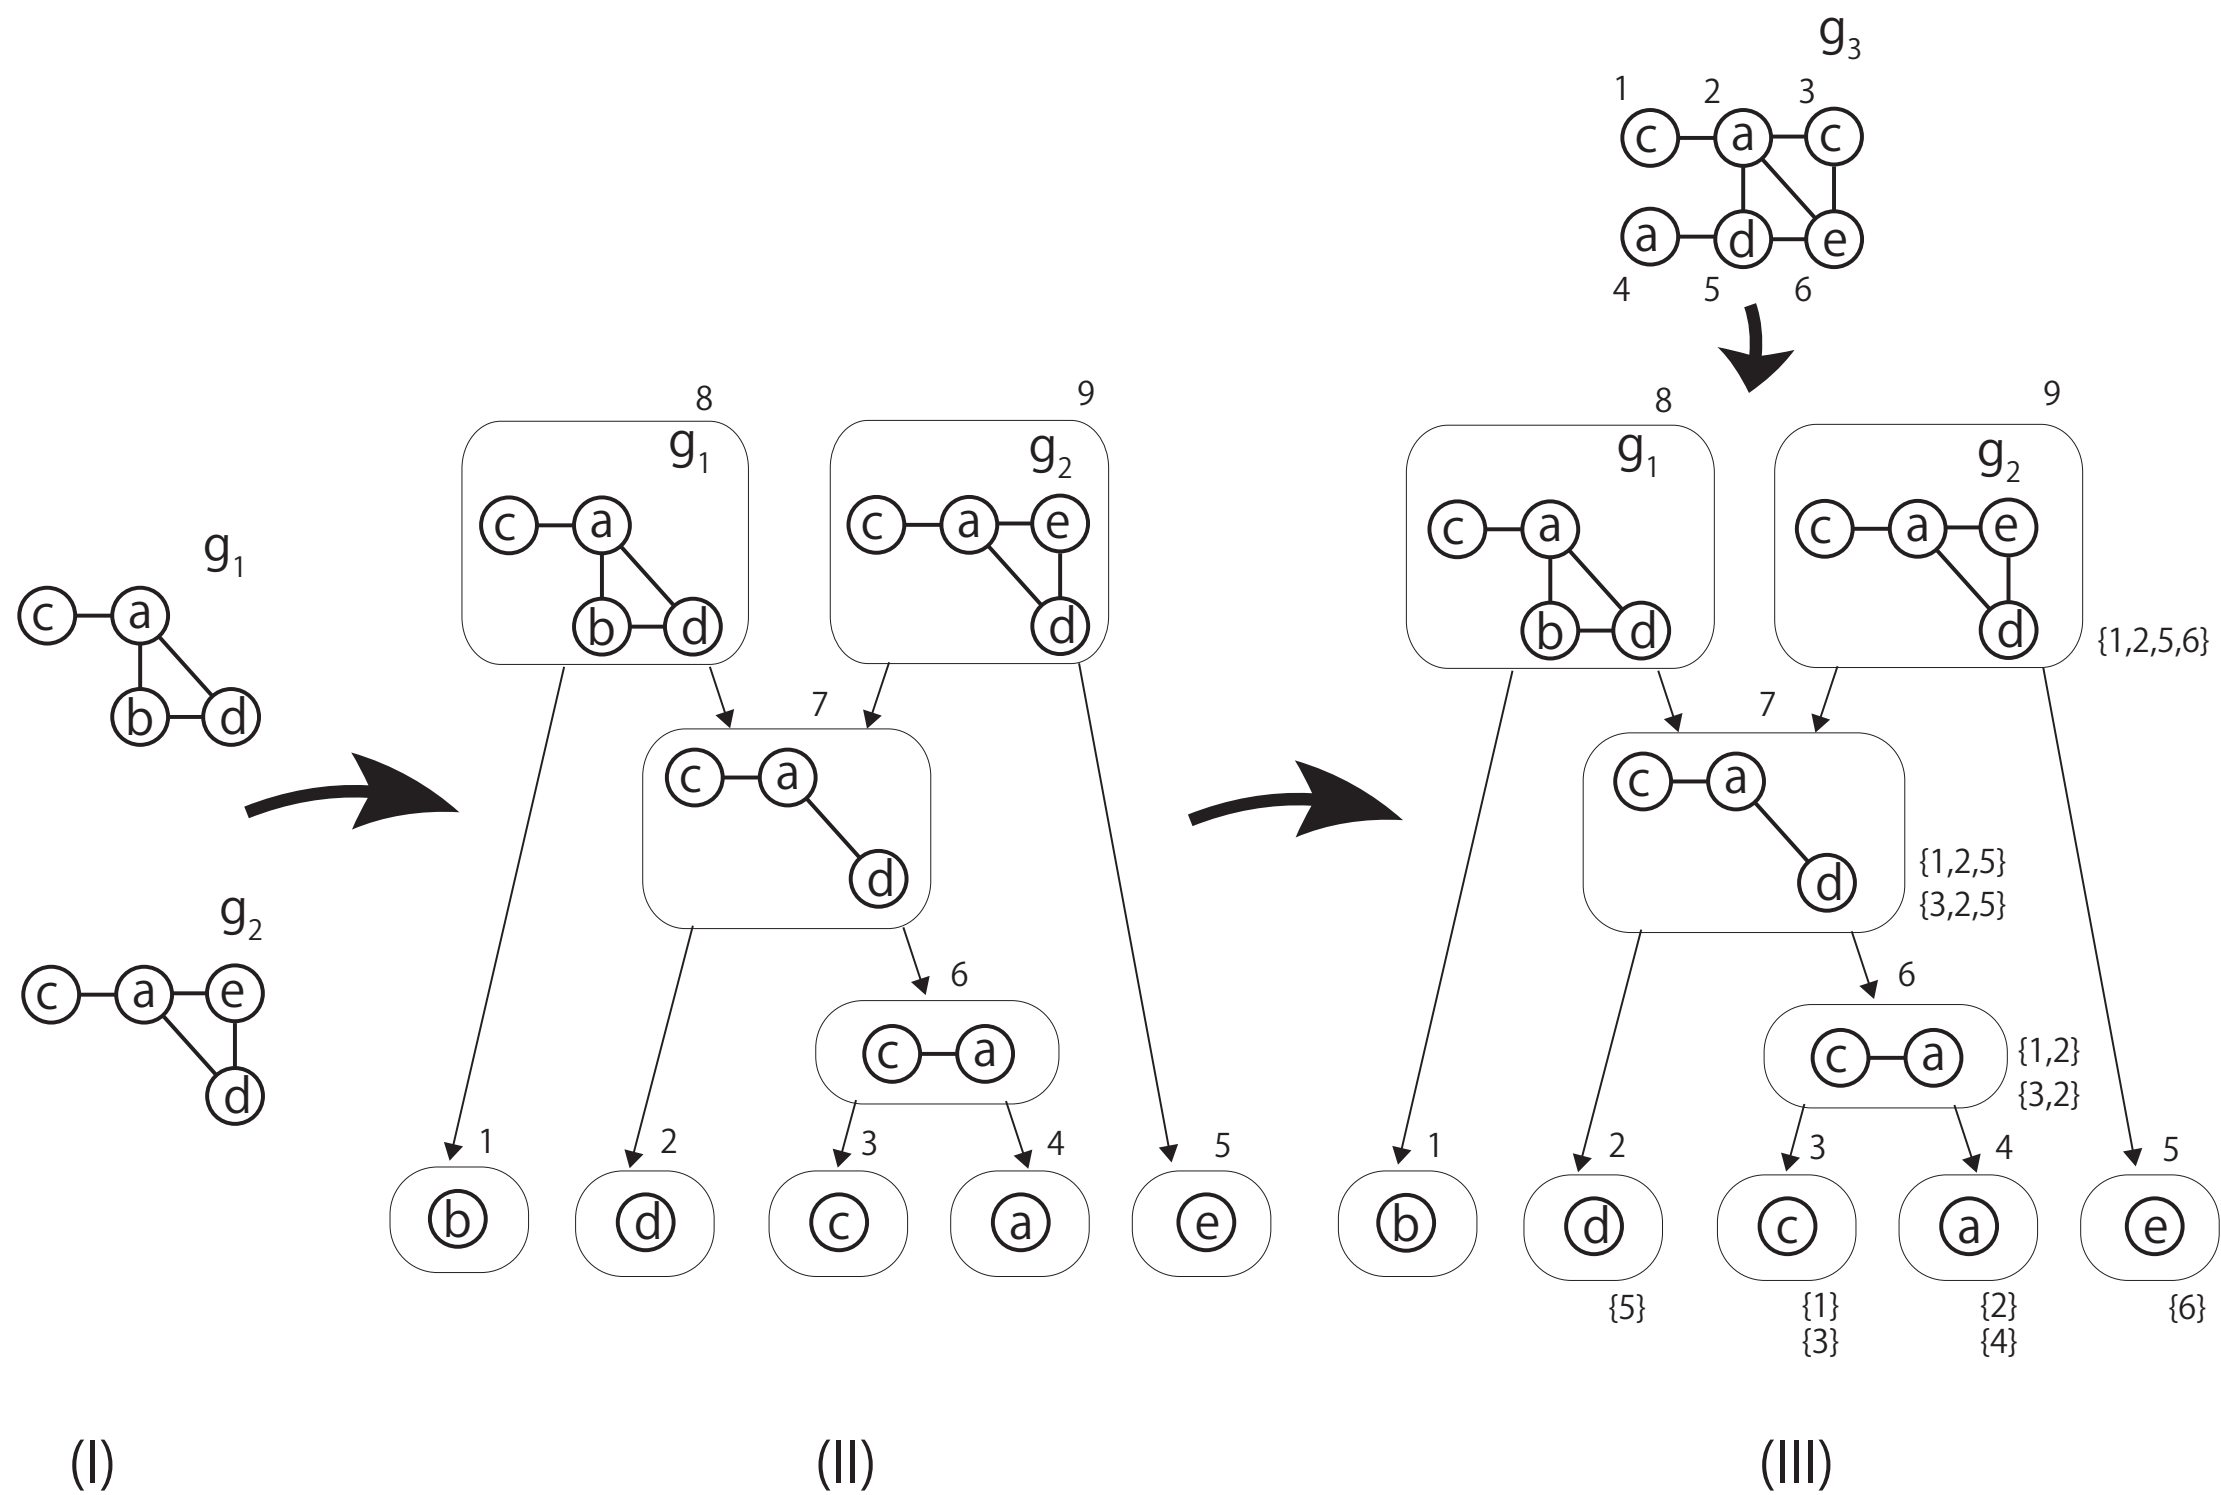 g3
1 2 3
c a c
a d e
4 5 6
g1
c a
b d
g2
c a e
d
(I)
8
g1
c a
b d
9
g2
c a e
d
7
c a
d
6
c a
1 2 3 4 5
b d c a e
(II)
8
g1
c a
b d
9
g2
c a e
d
{1,2,5,6}
7
c a
d
{1,2,5}
{3,2,5}
6
c a
{1,2}
{3,2}
1 2 3 4 5
b d c a e
{5} {1} {2} {6}
{3} {4}
(III)